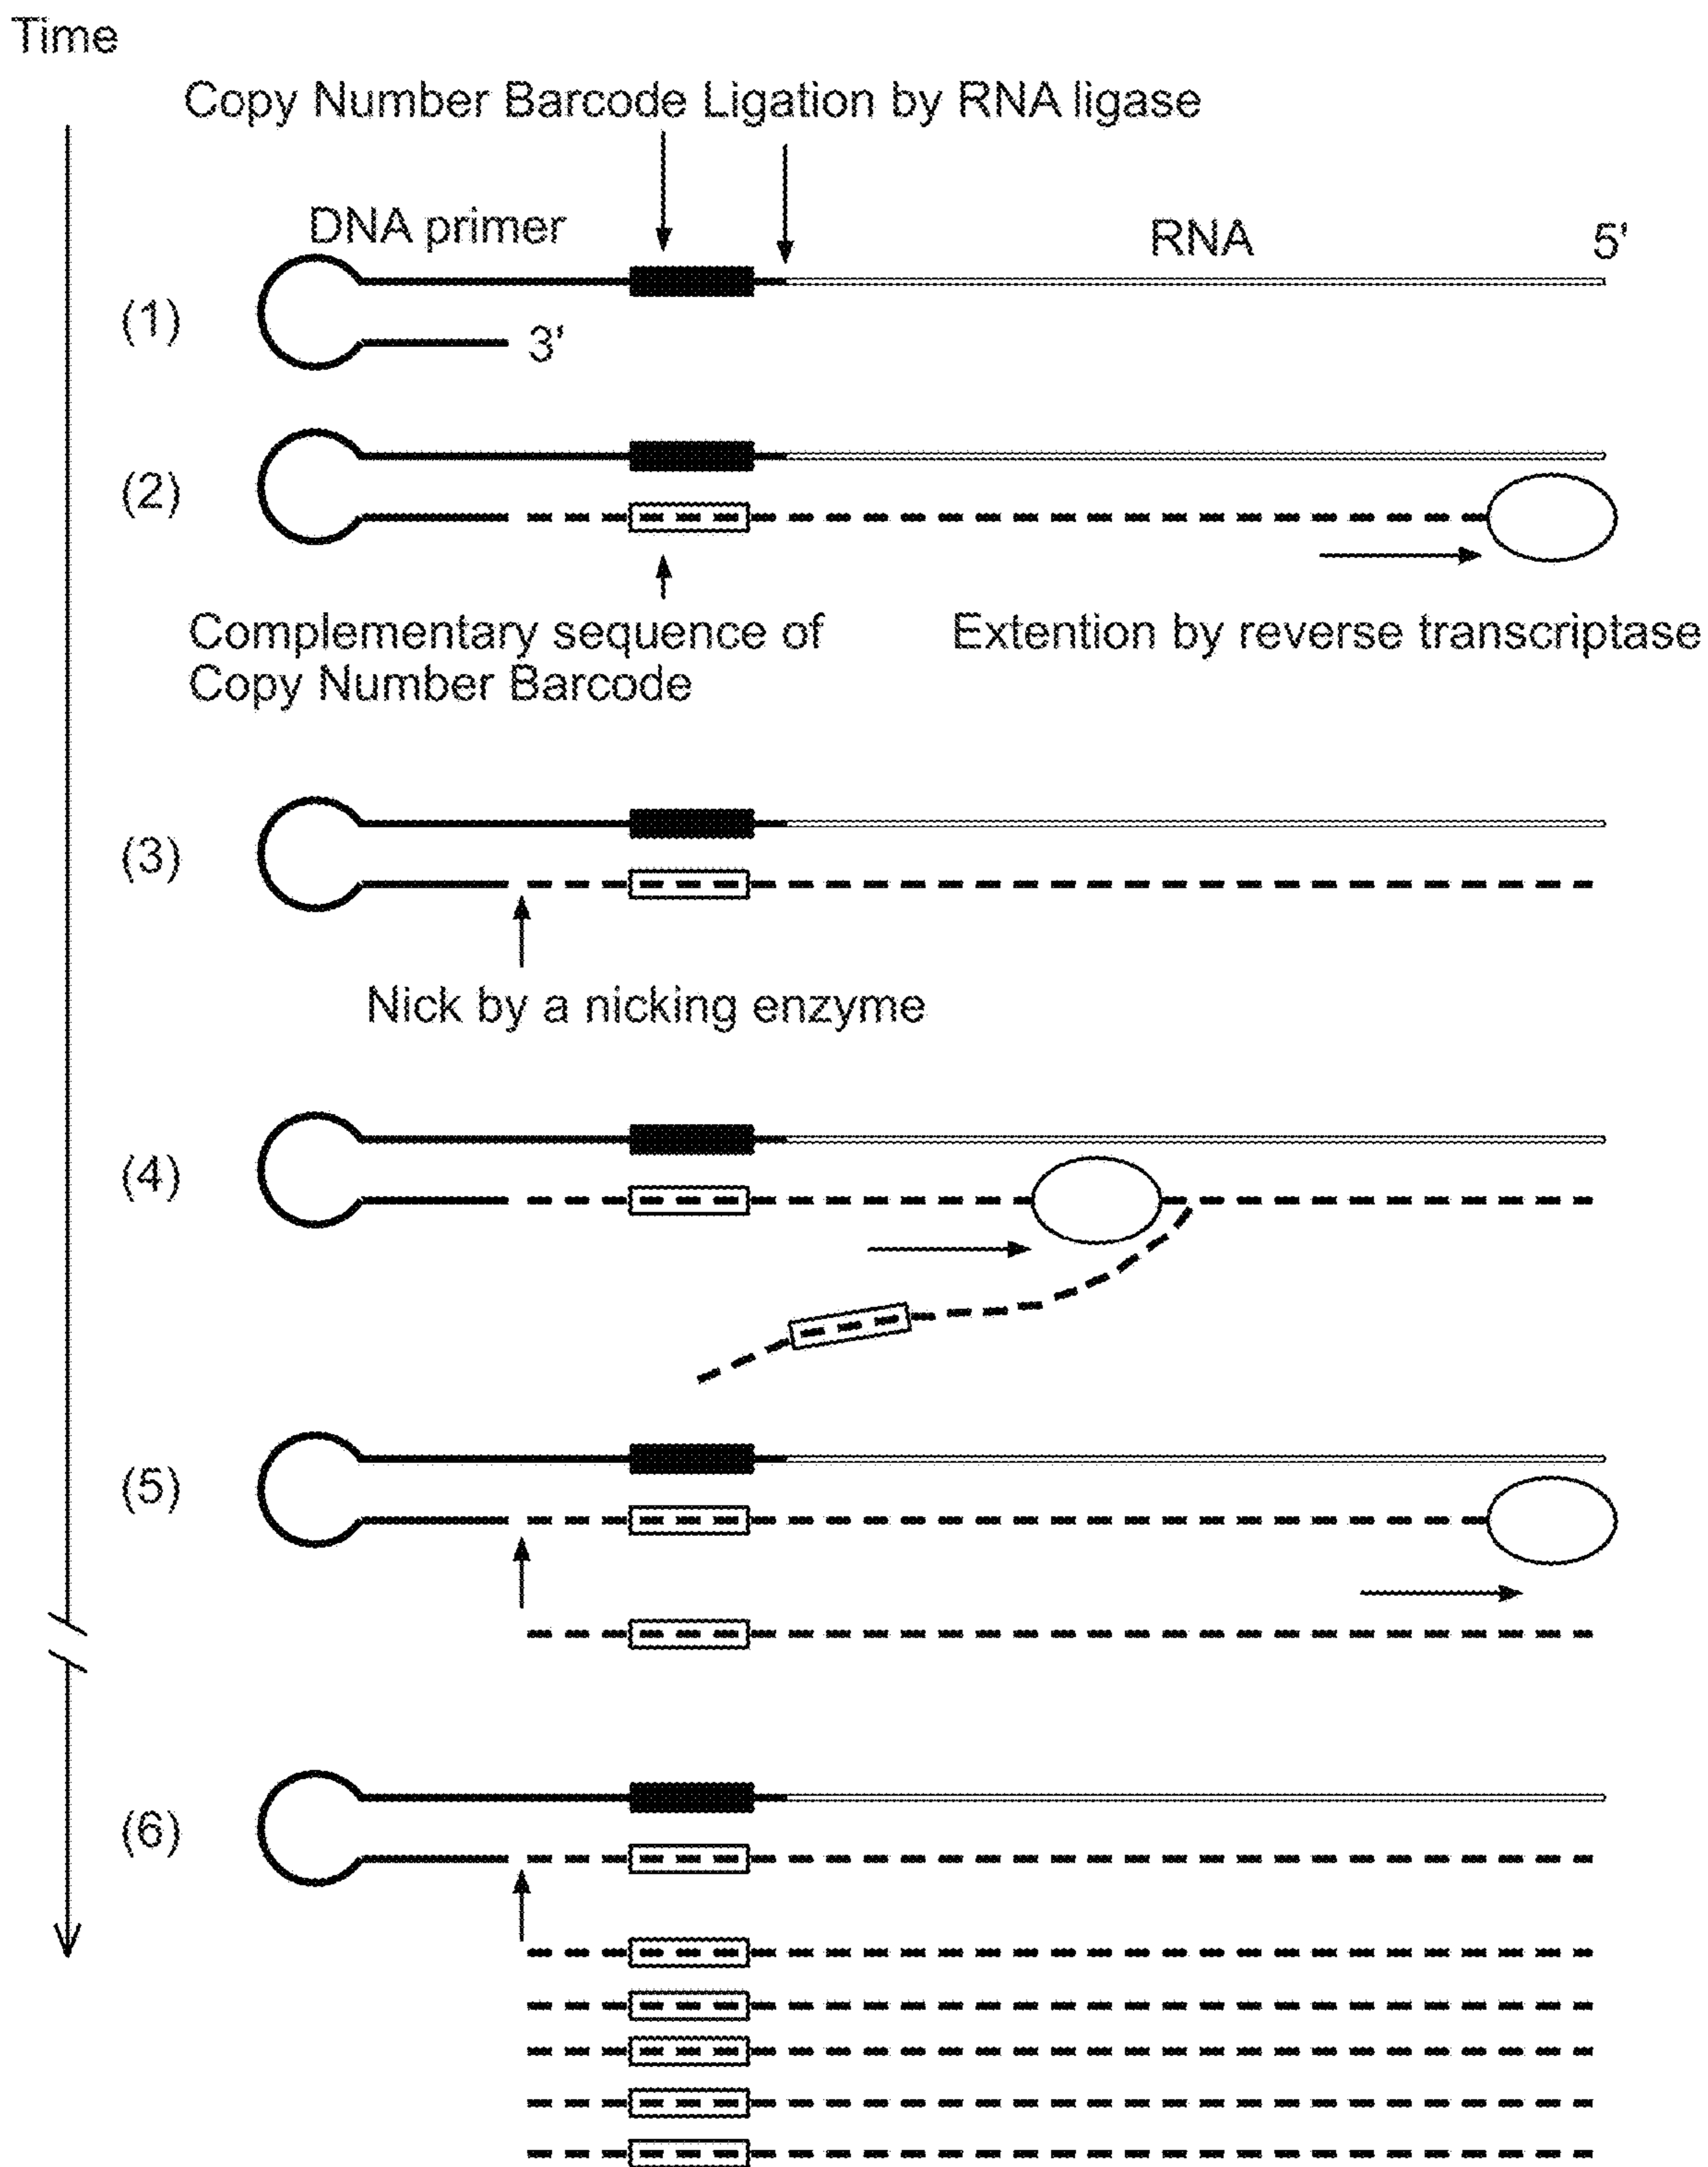 Time
Copy Number Barcode Ligation by RNA ligase
DNA primer
RNA
5'
(1)
3'
(2)
Complementary sequence of
Copy Number Barcode
Extention by reverse transcriptase
(3)
Nick by a nicking enzyme
(4)
(5)
(6)